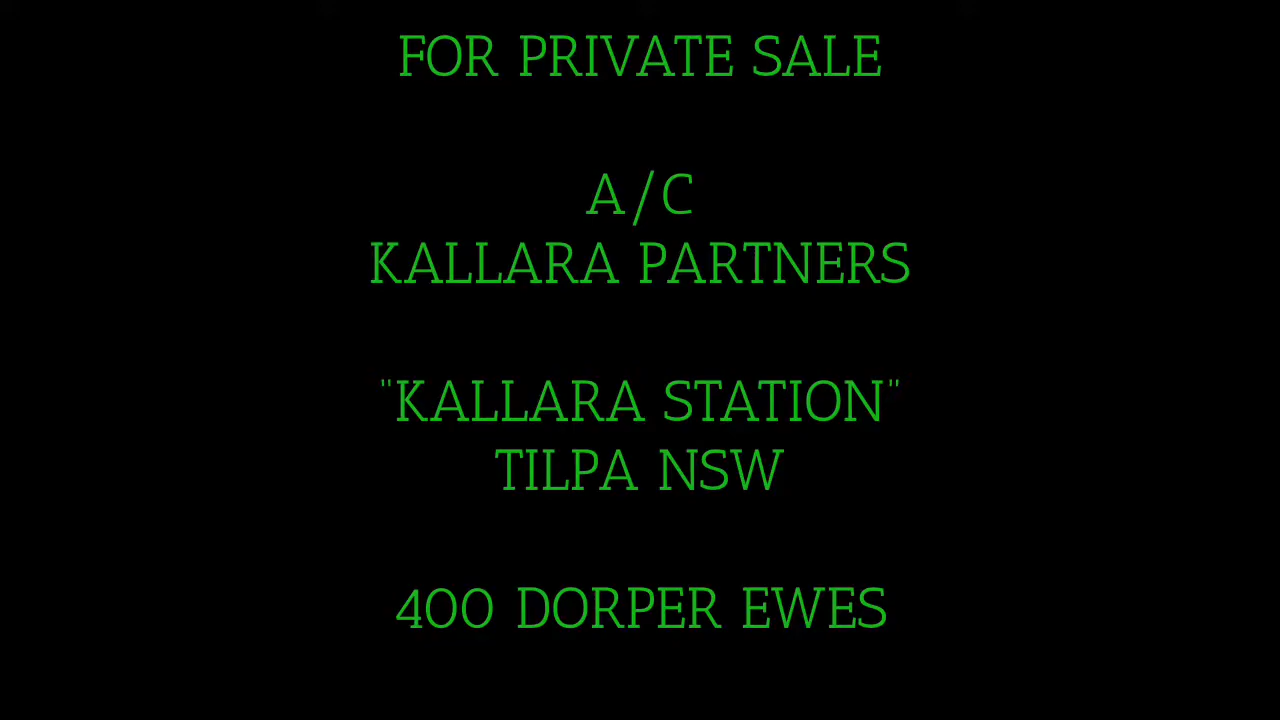 FOR PRIVATE SALE
A/C
KALLARA PARTNERS
"KALLARA STATION"
TILPA NSW
400 DORPER EWES